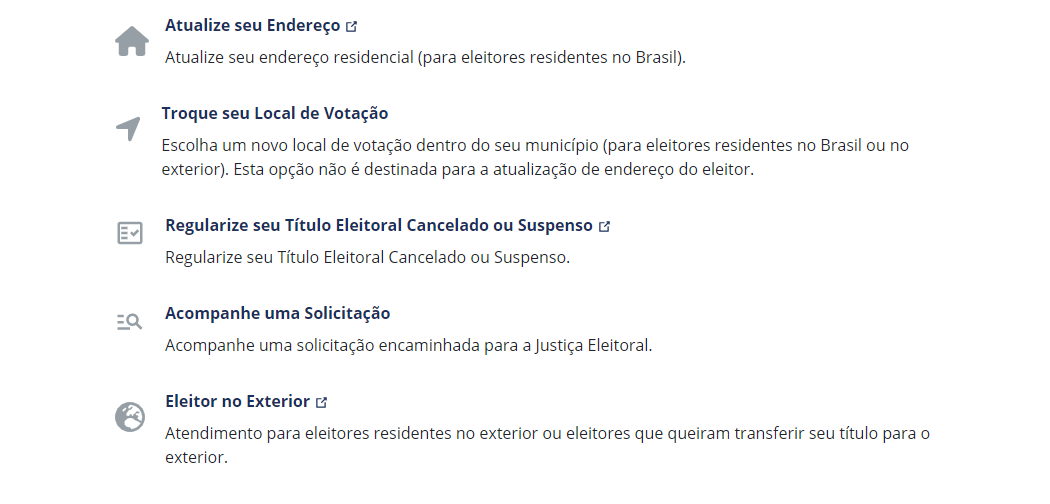 Atualize seu Endereço
Atualize seu endereço residencial (para eleitores residentes no Brasil).
Troque seu Local de Votação
Escolha um novo local de votação dentro do seu município (para eleitores residentes no Brasil ou no
exterior). Esta opção não é destinada para a atualização de endereço do eleitor.
Regularize seu Título Eleitoral Cancelado ou Suspenso
Regularize seu Título Eleitoral Cancelado ou Suspenso.
Acompanhe uma Solicitação
Acompanhe uma solicitação encaminhada para a Justiça Eleitoral.
Eleitor no Exterior
Atendimento para eleitores residentes no exterior ou eleitores que queiram transferir seu título para o
exterior.